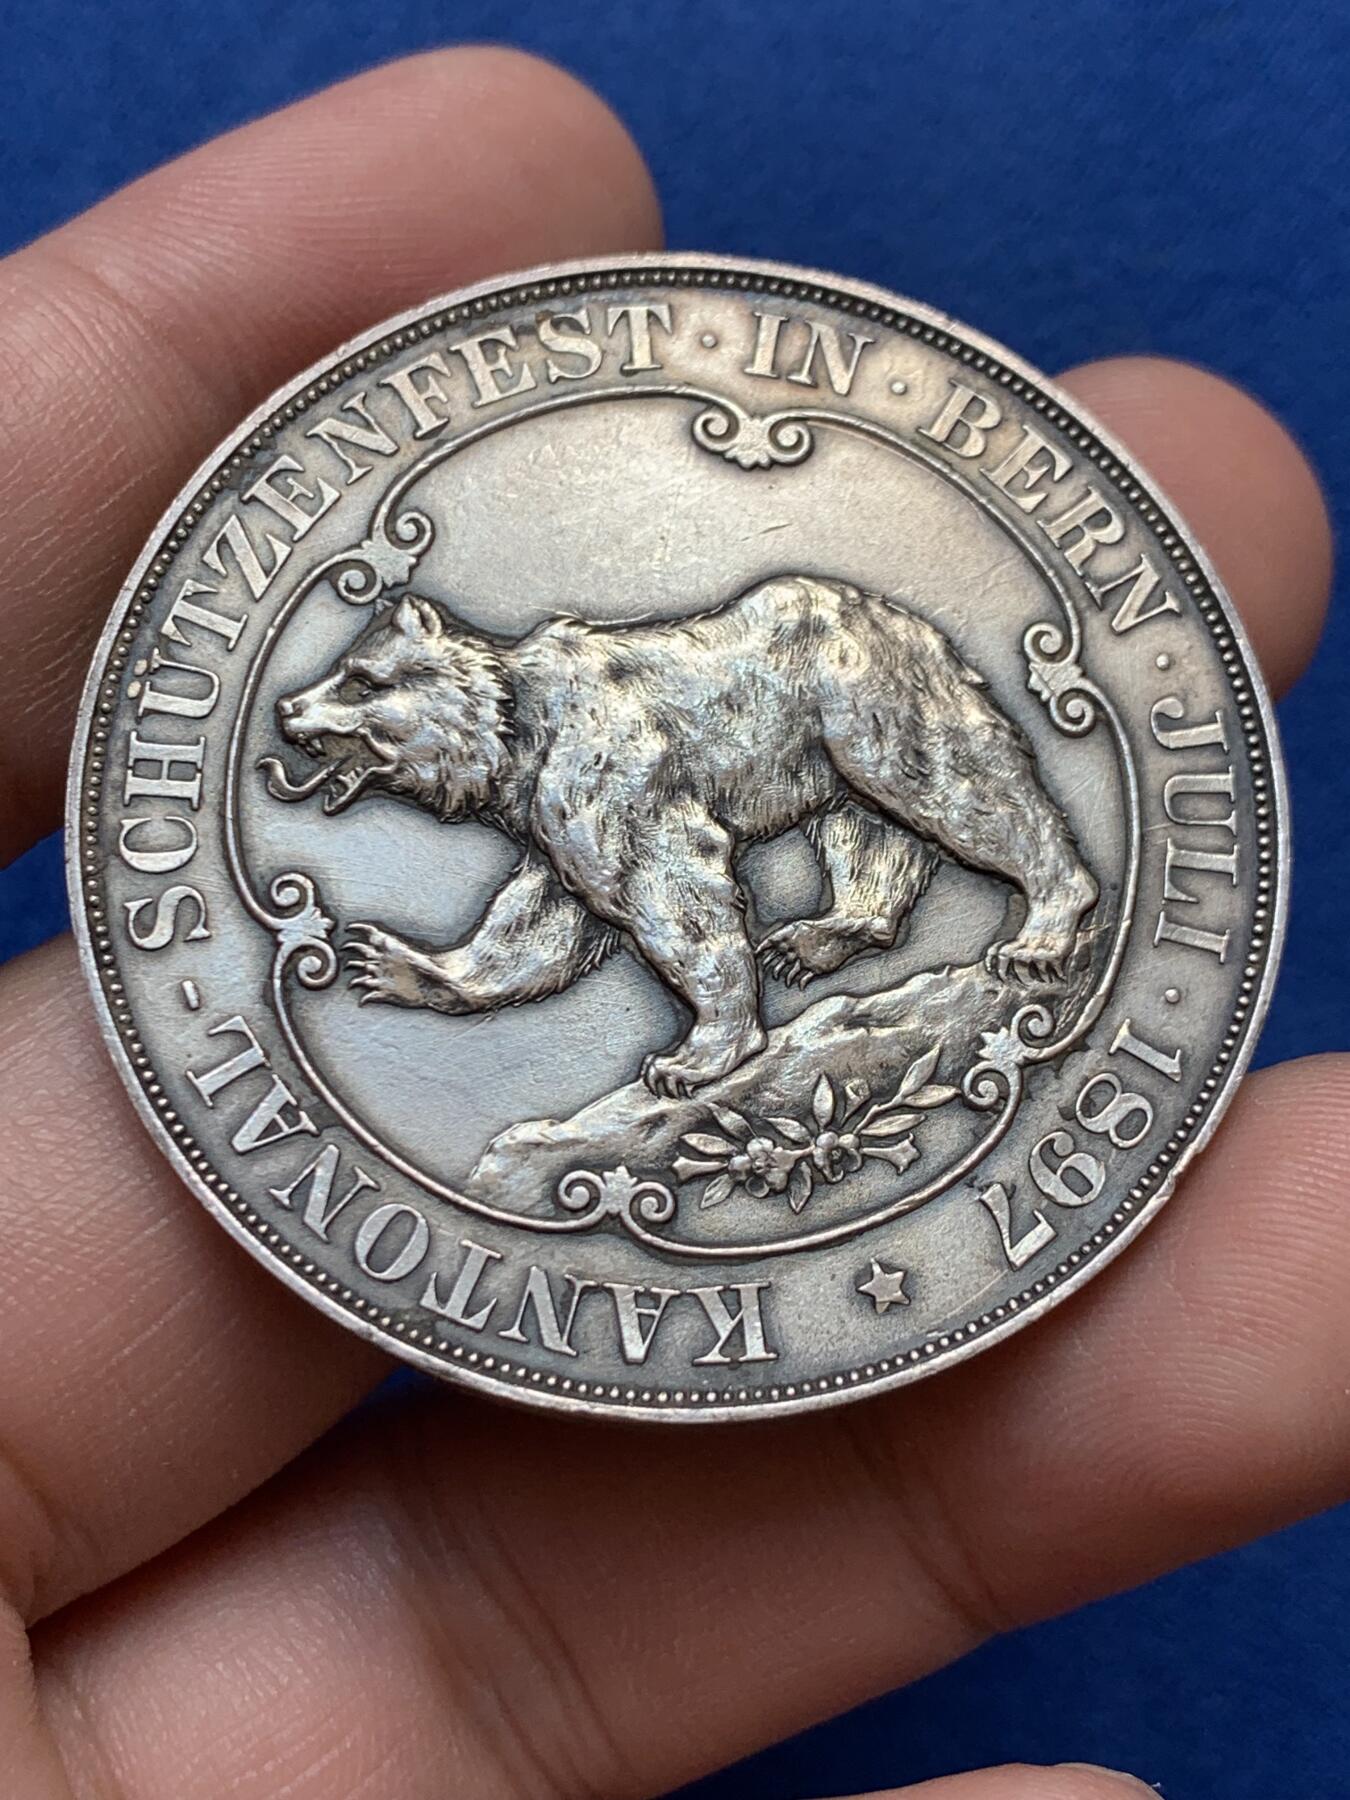 KANTONAL-SCHÜTZENFEST · IN · BERN · JULI · 1897